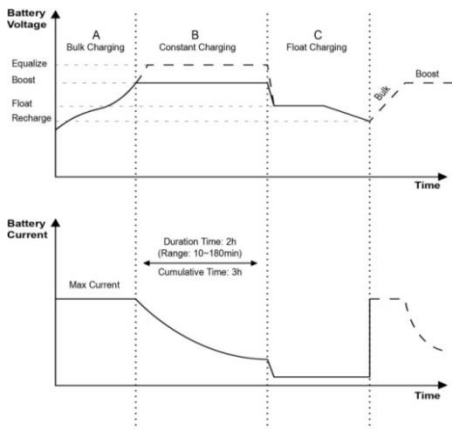 Battery
Voltage
A
Bulk Charging
B
Constant Charging
C
Float Charging
Equalize
Boost
Float
Recharge
Bulk
Boost
Time
Battery
Current
Duration Time: 2h
(Range: 10~180min)
Cumulative Time: 3h
Max Current
Time